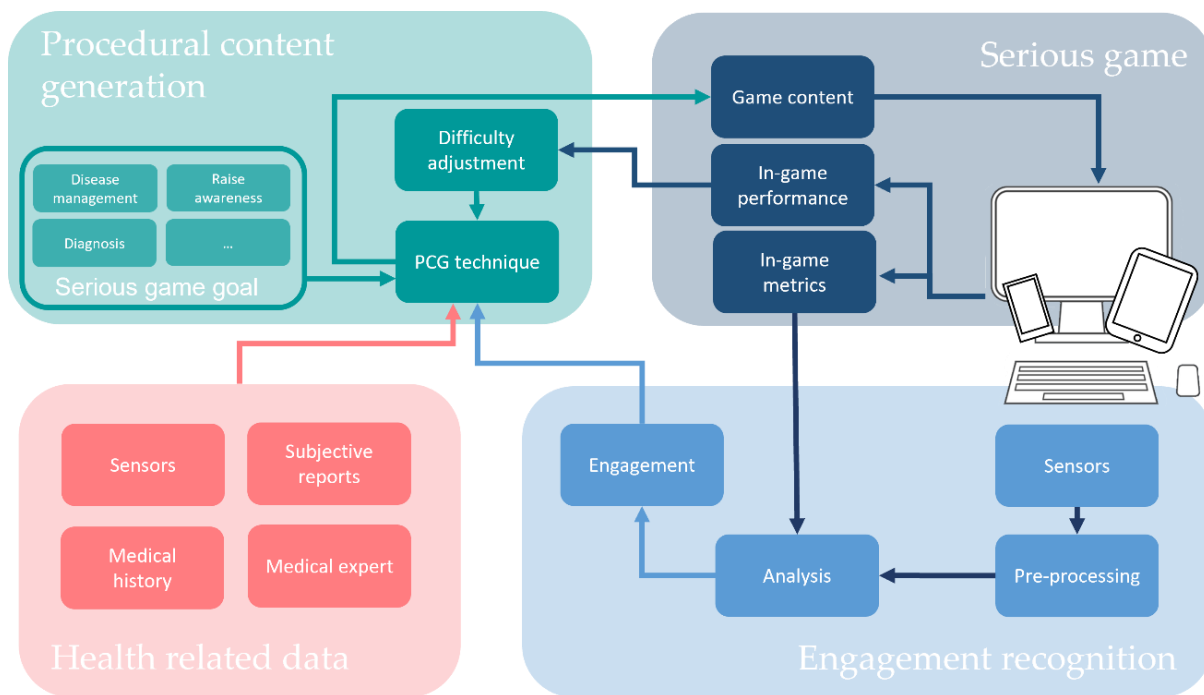 Procedural content
generation
Serious game
Game content
Difficulty
adjustment
In-game
performance
Disease
management
Raise
awareness
Diagnosis
...
Serious game goal
PCG technique
In-game
metrics
Sensors
Subjective
reports
Medical
history
Medical expert
Health related data
Engagement
Sensors
Analysis
Pre-processing
Engagement recognition